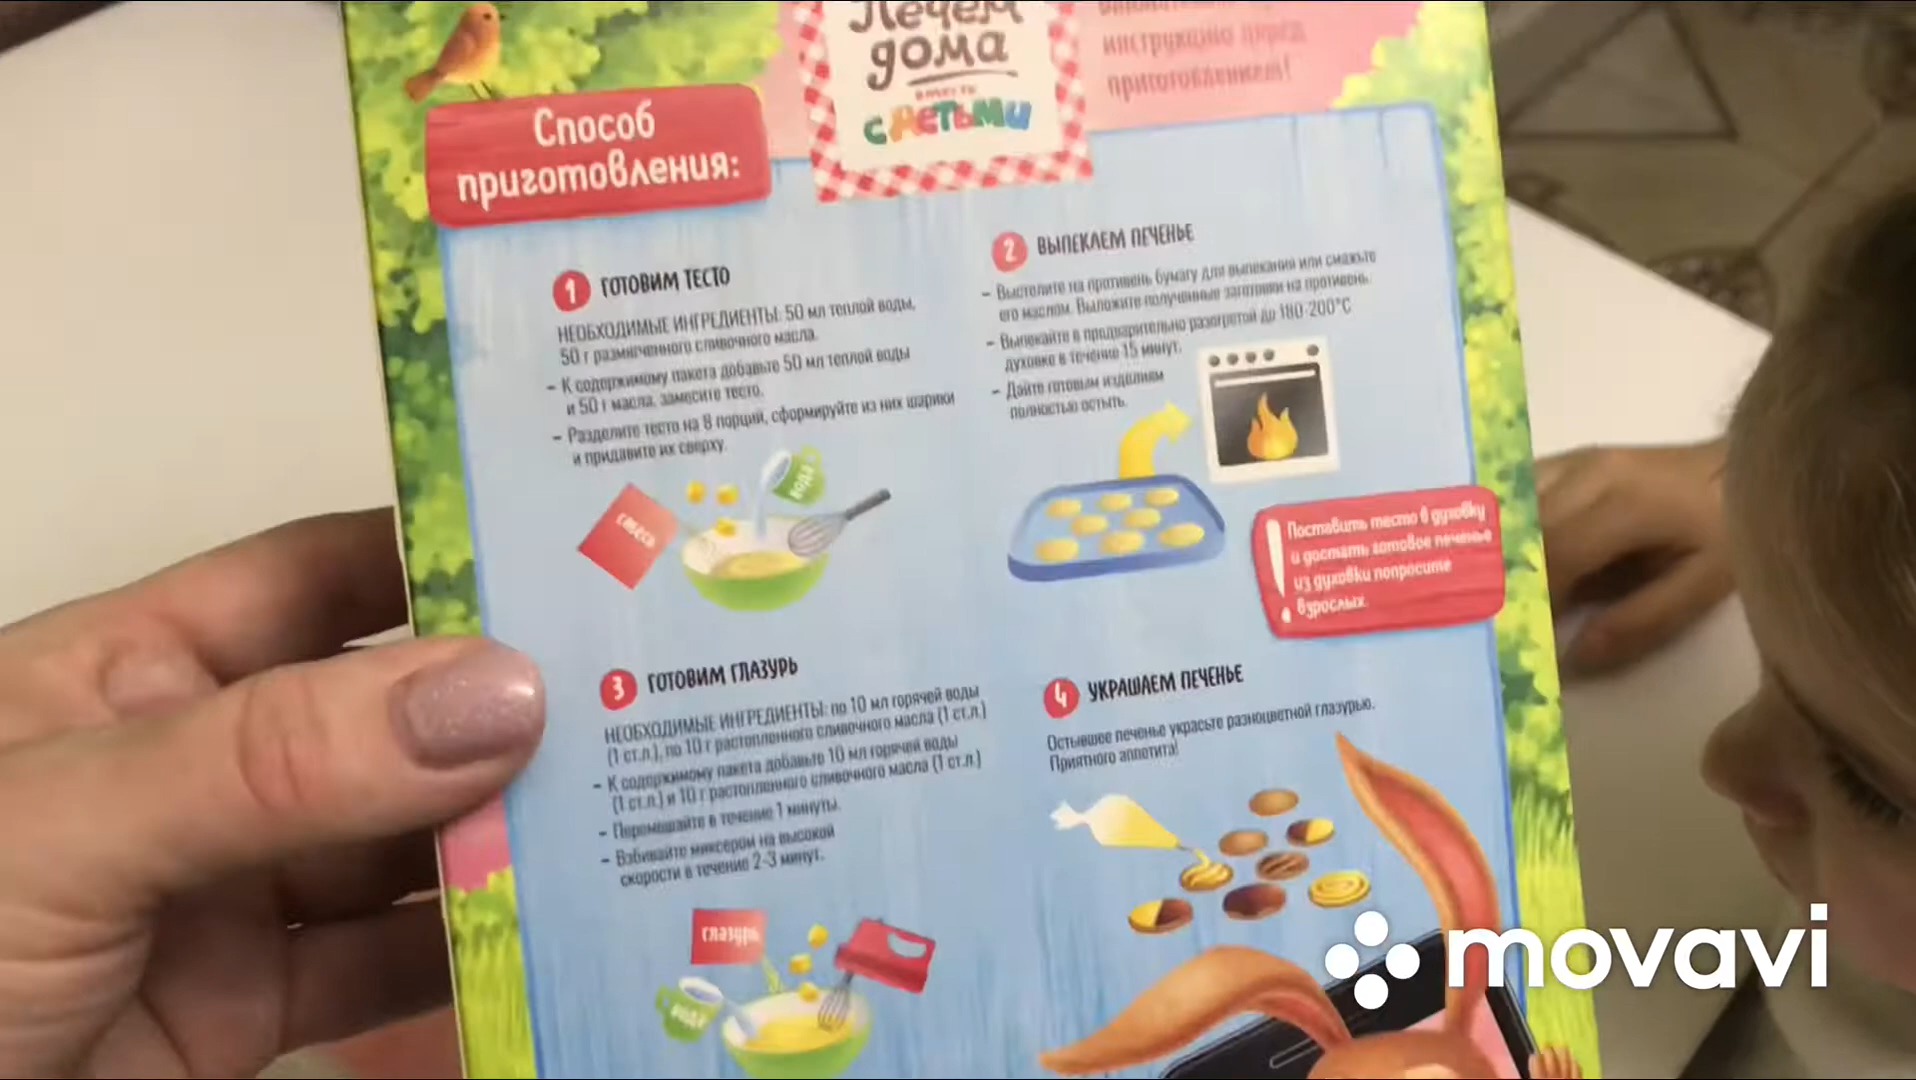 Печем
дома
вместе
с детьми
инструкцию перед
приготовлением!
Способ
приготовления:
1 ГОТОВИМ ТЕСТО
НЕОБХОДИМЫЕ ИНГРЕДИЕНТЫ: 50 мл теплой воды,
50 г размягченного сливочного масла.
– К содержимому пакета добавьте 50 мл теплой воды
и 50 г масла, замесите тесто.
– Разделите тесто на 8 порций, сформируйте из них шарики
и придавите их сверху.
смесь
вода
2 ВЫПЕКАЕМ ПЕЧЕНЬЕ
– Выстелите на противень бумагу для выпекания или смажьте
его маслом. Выложите полученные заготовки на противень.
– Выпекайте в предварительно разогретой до 180-200°С
духовке в течение 15 минут.
– Дайте готовым изделиям
полностью остыть.
Поставить тесто в духовку
и достать готовое печенье
из духовки попросите
взрослых.
3 ГОТОВИМ ГЛАЗУРЬ
НЕОБХОДИМЫЕ ИНГРЕДИЕНТЫ: по 10 мл горячей воды
(1 ст.л.), по 10 г растопленного сливочного масла (1 ст.л.)
– К содержимому пакета добавьте 10 мл горячей воды
(1 ст.л.) и 10 г растопленного сливочного масла (1 ст.л.)
– Перемешайте в течение 1 минуты.
– Взбивайте миксером на высокой
скорости в течение 2-3 минут.
глазурь
вода
4 УКРАШАЕМ ПЕЧЕНЬЕ
Остывшее печенье украсьте разноцветной глазурью.
Приятного аппетита!
movavi